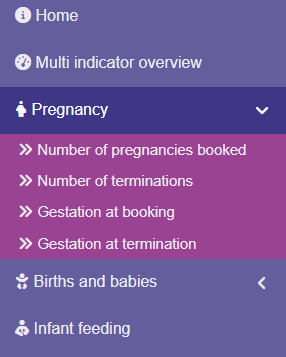 Home
Multi indicator overview
Pregnancy
Number of pregnancies booked
Number of terminations
Gestation at booking
Gestation at termination
Births and babies
Infant feeding